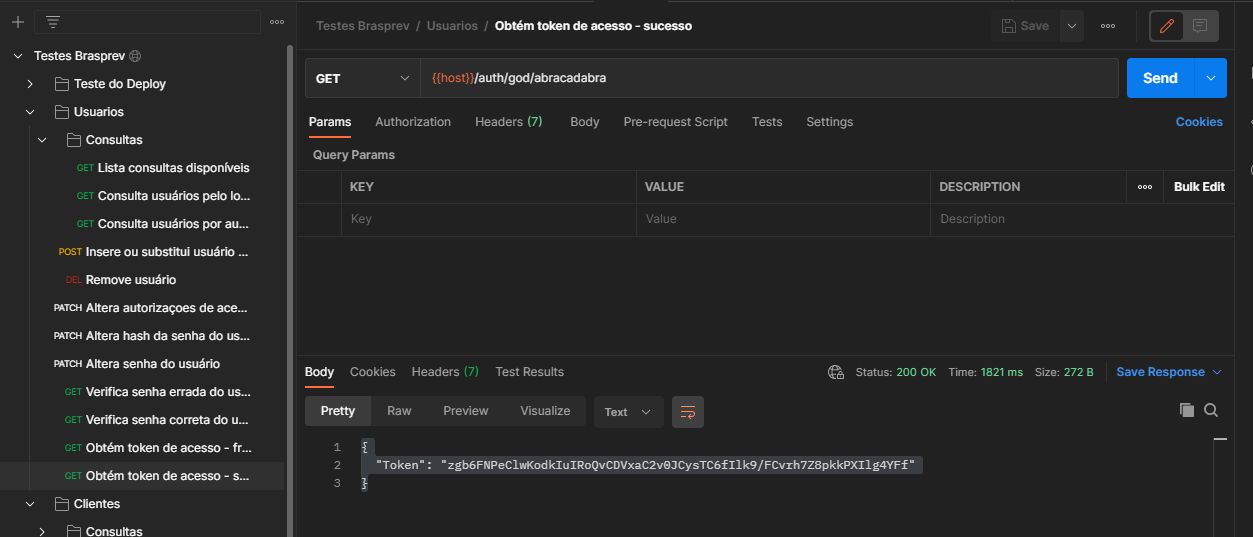 Testes Brasprev / Usuarios / Obtém token de acesso - sucesso
Save
Testes Brasprev
Teste do Deploy
Usuarios
Consultas
GET Lista consultas disponíveis
GET Consulta usuários pelo lo...
GET Consulta usuários por au...
POST Insere ou substitui usuário ...
DEL Remove usuário
PATCH Altera autorizaçoes de ace...
PATCH Altera hash da senha do us...
PATCH Altera senha do usuário
GET Verifica senha errada do us...
GET Verifica senha correta do u...
GET Obtém token de acesso - fr...
GET Obtém token de acesso - s...
Clientes
Consultas
GET {{host}}/auth/god/abracadabra Send
Params Authorization Headers (7) Body Pre-request Script Tests Settings Cookies
Query Params
KEY VALUE DESCRIPTION Bulk Edit
Key Value Description
Body Cookies Headers (7) Test Results Status: 200 OK Time: 1821 ms Size: 272 B Save Response
Pretty Raw Preview Visualize Text
1 {
2 "Token": "zgb6FNPeClwKodkIuIRoQvCDVxaC2v0JCysTC6fIlk9/FCvrh7Z8pkkPXIlg4YFf"
3 }